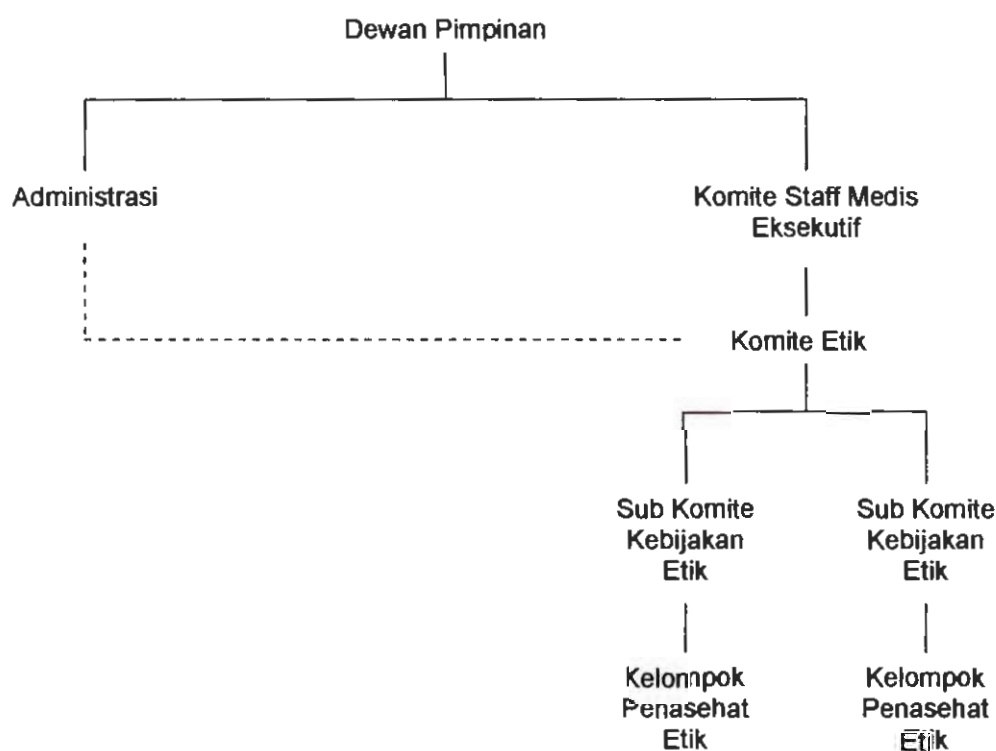 Dewan Pimpinan
Administrasi
Komite Staff Medis
Eksekutif
Komite Etik
Sub Komite
Kebijakan
Etik
Sub Komite
Kebijakan
Etik
Kelompok
Penasehat
Etik
Kelompok
Penasehat
Etik